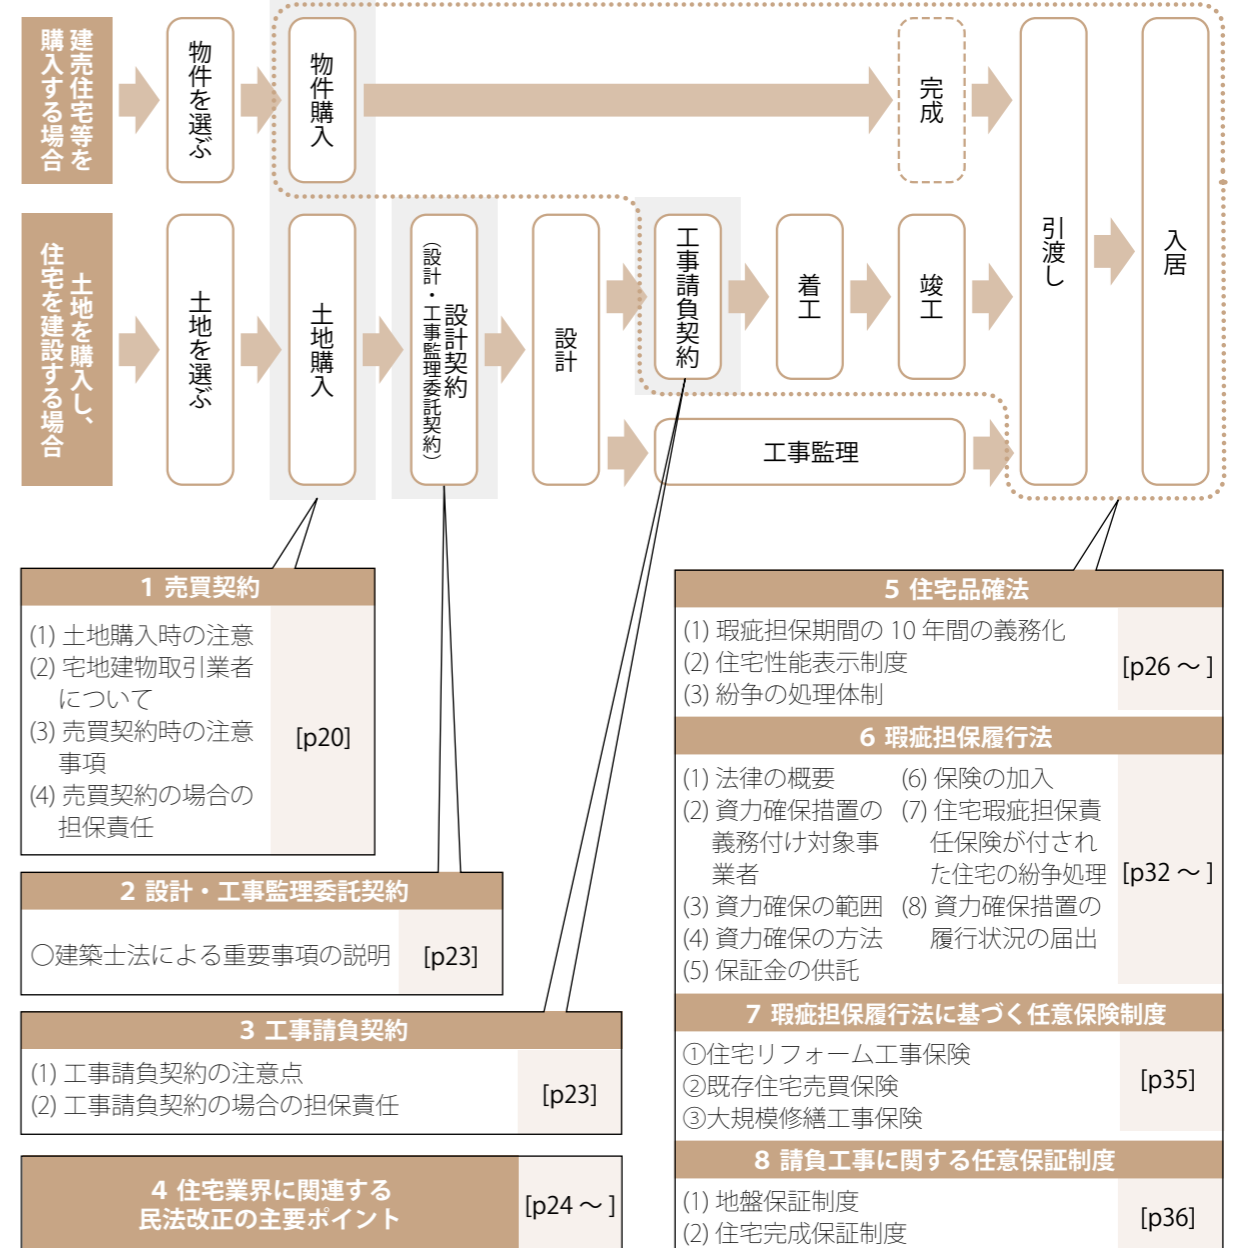 建売住宅等を
購入する場合
物件を選ぶ
物件購入
完成
引渡し
入居
土地を購入し、
住宅を建設する場合
土地を選ぶ
土地購入
設計契約
（設計・工事監理委託契約）
設計
工事請負契約
着工
竣工
工事監理
1 売買契約
(1) 土地購入時の注意
(2) 宅地建物取引業者
について
(3) 売買契約時の注意
事項
(4) 売買契約の場合の
担保責任
[p20]
2 設計・工事監理委託契約
〇建築士法による重要事項の説明
[p23]
3 工事請負契約
(1) 工事請負契約の注意点
(2) 工事請負契約の場合の担保責任
[p23]
4 住宅業界に関連する
民法改正の主要ポイント
[p24 ～ ]
5 住宅品確法
(1) 瑕疵担保期間の 10 年間の義務化
(2) 住宅性能表示制度
(3) 紛争の処理体制
[p26 ～ ]
6 瑕疵担保履行法
(1) 法律の概要
(2) 資力確保措置の
義務付け対象事
業者
(3) 資力確保の範囲
(4) 資力確保の方法
(5) 保証金の供託
(6) 保険の加入
(7) 住宅瑕疵担保責
任保険が付され
た住宅の紛争処理
(8) 資力確保措置の
履行状況の届出
[p32 ～ ]
7 瑕疵担保履行法に基づく任意保険制度
①住宅リフォーム工事保険
②既存住宅売買保険
③大規模修繕工事保険
[p35]
8 請負工事に関する任意保証制度
(1) 地盤保証制度
(2) 住宅完成保証制度
[p36]